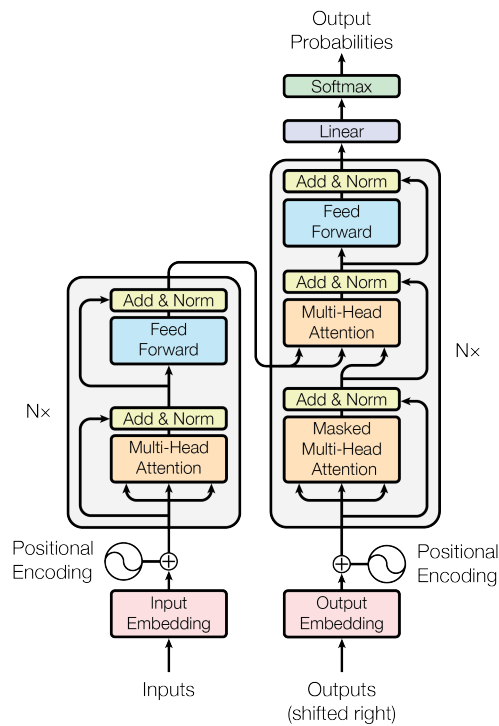 Output
Probabilities
Softmax
Linear
Add & Norm
Feed
Forward
Add & Norm
Multi-Head
Attention
Add & Norm
Masked
Multi-Head
Attention
N×
Add & Norm
Feed
Forward
Add & Norm
Multi-Head
Attention
N×
Positional
Encoding
Positional
Encoding
Input
Embedding
Output
Embedding
Inputs
Outputs
(shifted right)